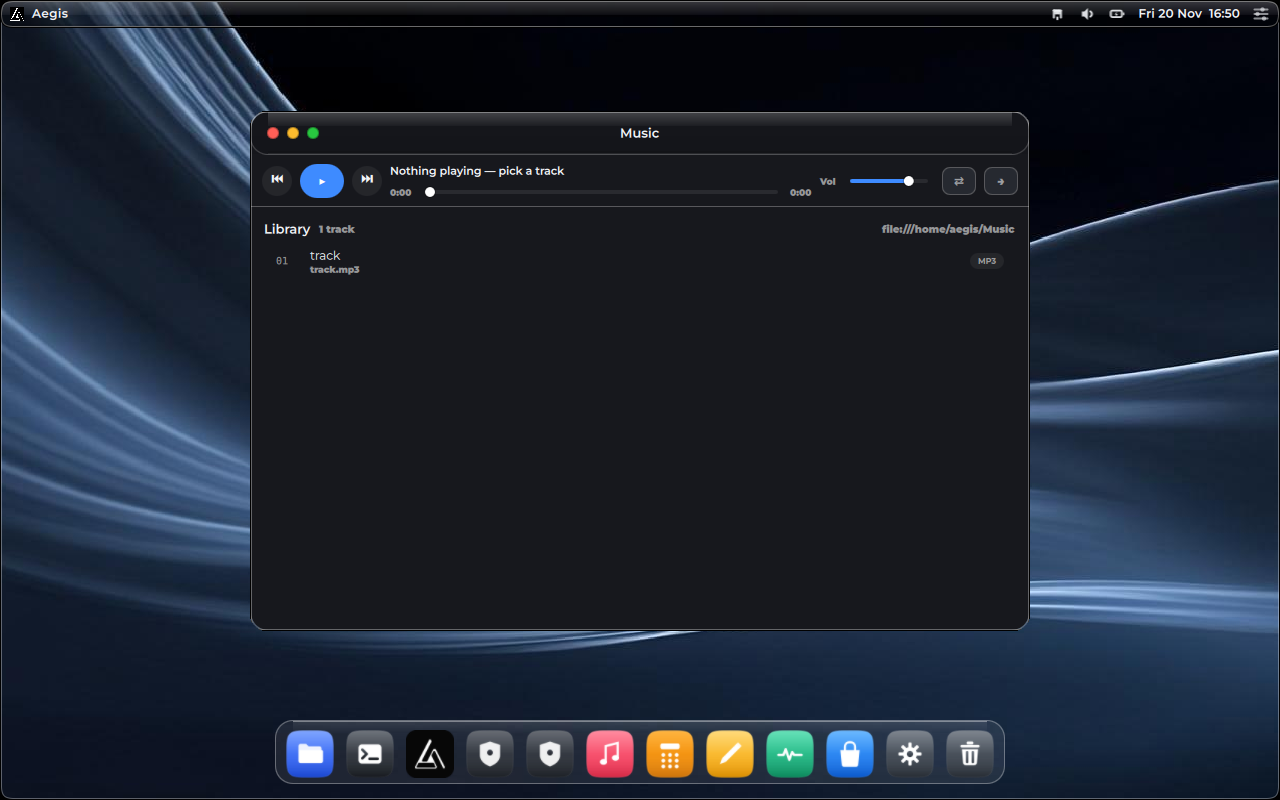 Aegis
Fri 20 Nov 16:50
Music
Nothing playing — pick a track
0:00
0:00
Vol
Library 1 track
file:///home/aegis/Music
01
track
track.mp3
MP3